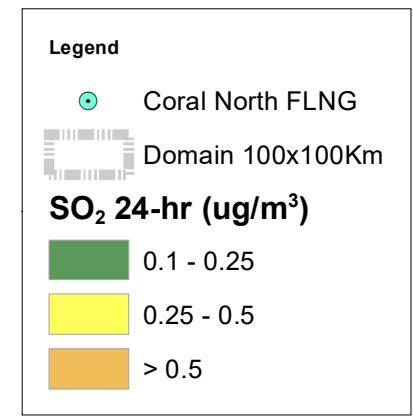 Legend
Coral North FLNG
Domain 100x100Km
SO₂ 24-hr (ug/m³)
0.1 - 0.25
0.25 - 0.5
> 0.5